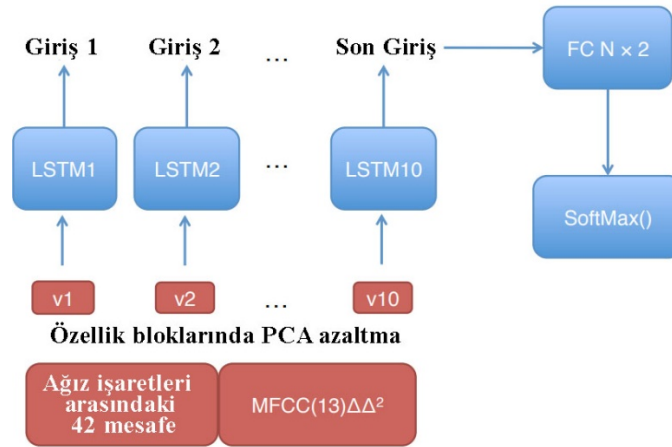 Giriş 1 Giriş 2 ... Son Giriş FC N × 2
LSTM1 LSTM2 ... LSTM10 SoftMax()
v1 v2 ... v10
Özellik bloklarında PCA azaltma
Ağız işaretleri
arasındaki
42 mesafe
MFCC(13)ΔΔ²